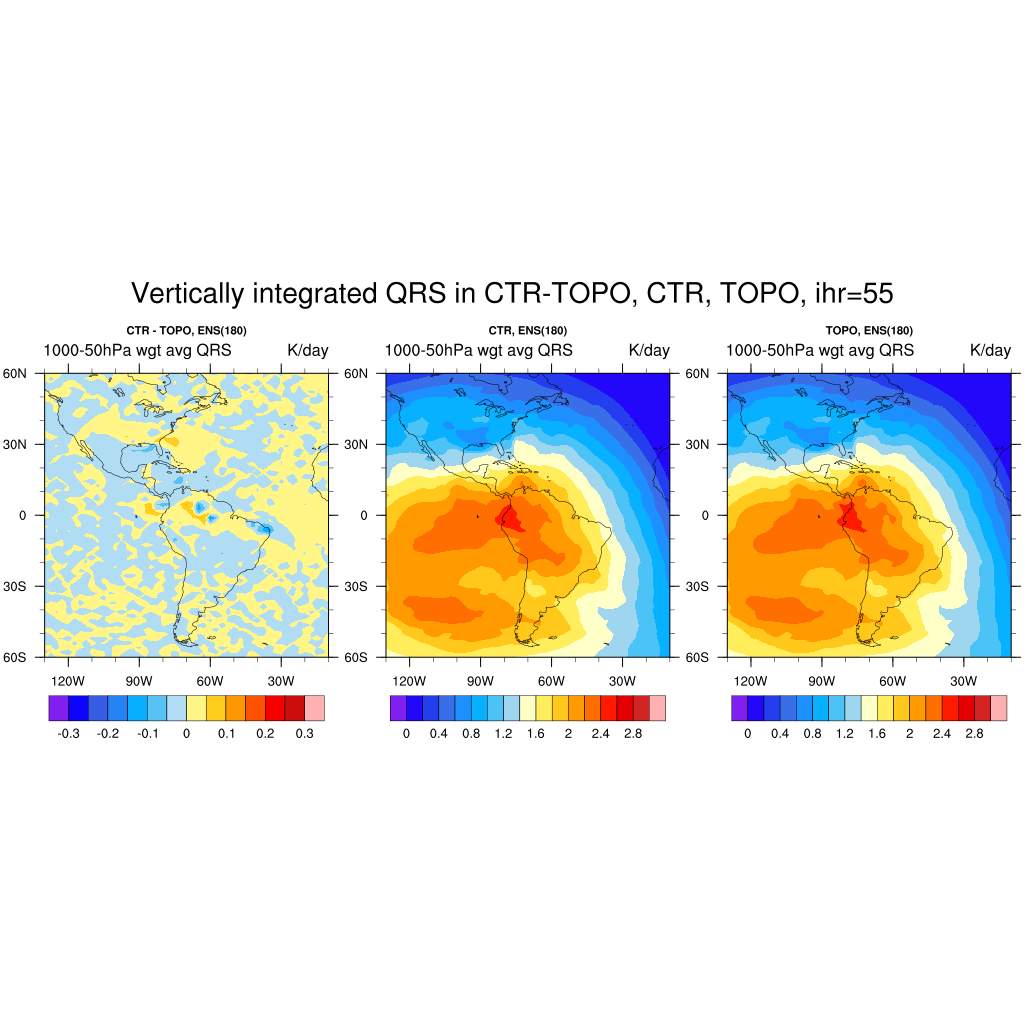 Vertically integrated QRS in CTR-TOPO, CTR, TOPO, ihr=55
CTR - TOPO, ENS(180)
1000-50hPa wgt avg QRS K/day
60N
30N
0
30S
60S
120W 90W 60W 30W
-0.3 -0.2 -0.1 0 0.1 0.2 0.3
CTR, ENS(180)
1000-50hPa wgt avg QRS K/day
60N
30N
0
30S
60S
120W 90W 60W 30W
0 0.4 0.8 1.2 1.6 2 2.4 2.8
TOPO, ENS(180)
1000-50hPa wgt avg QRS K/day
60N
30N
0
30S
60S
120W 90W 60W 30W
0 0.4 0.8 1.2 1.6 2 2.4 2.8